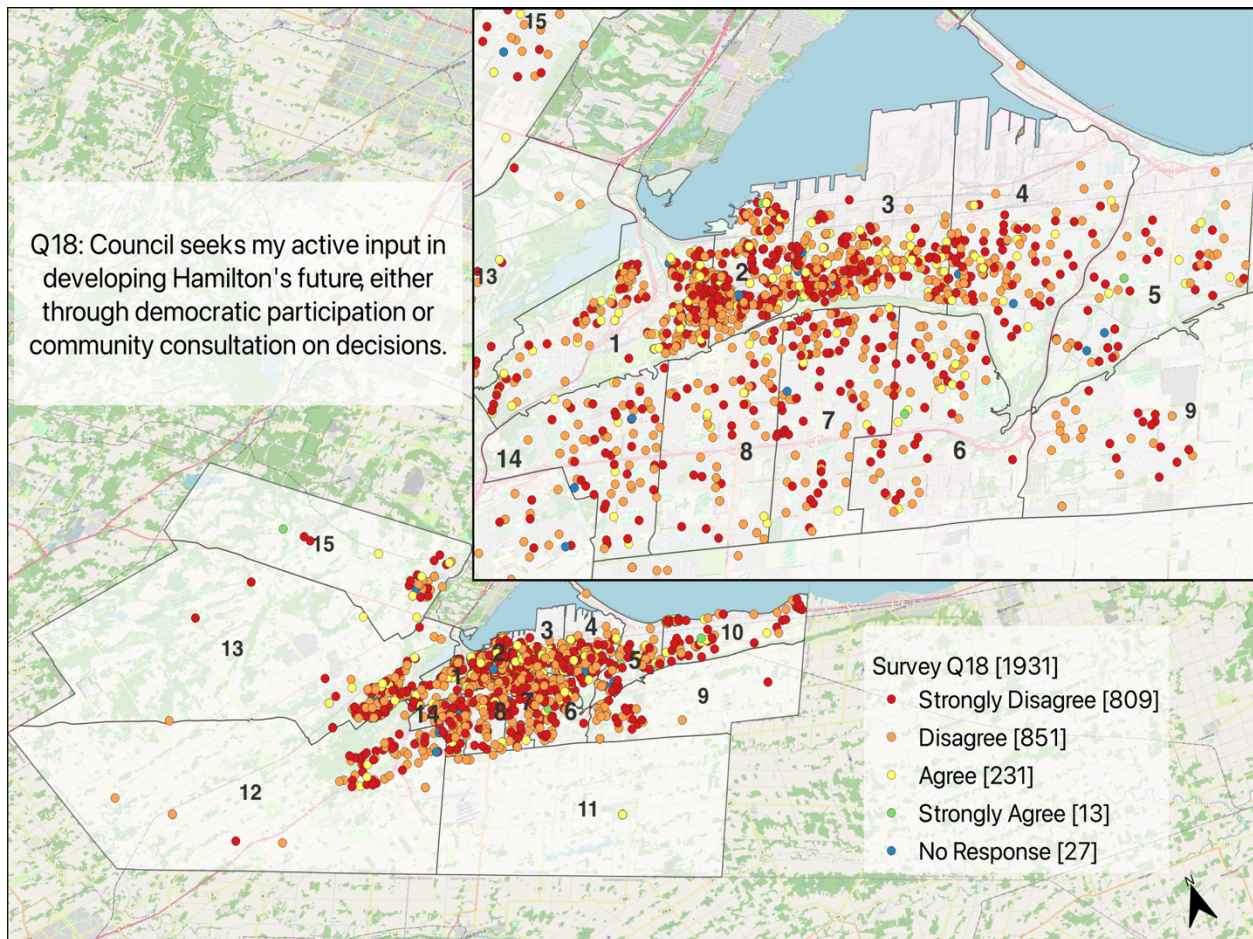 15
Q18: Council seeks my active input in
developing Hamilton's future, either
through democratic participation or
community consultation on decisions.
13
3
4
2
5
1
9
7
8
6
14
15
13
3
4
10
2
5
1
9
7
14
8
6
12
11
Survey Q18 [1931]
Strongly Disagree [809]
Disagree [851]
Agree [231]
Strongly Agree [13]
No Response [27]
N